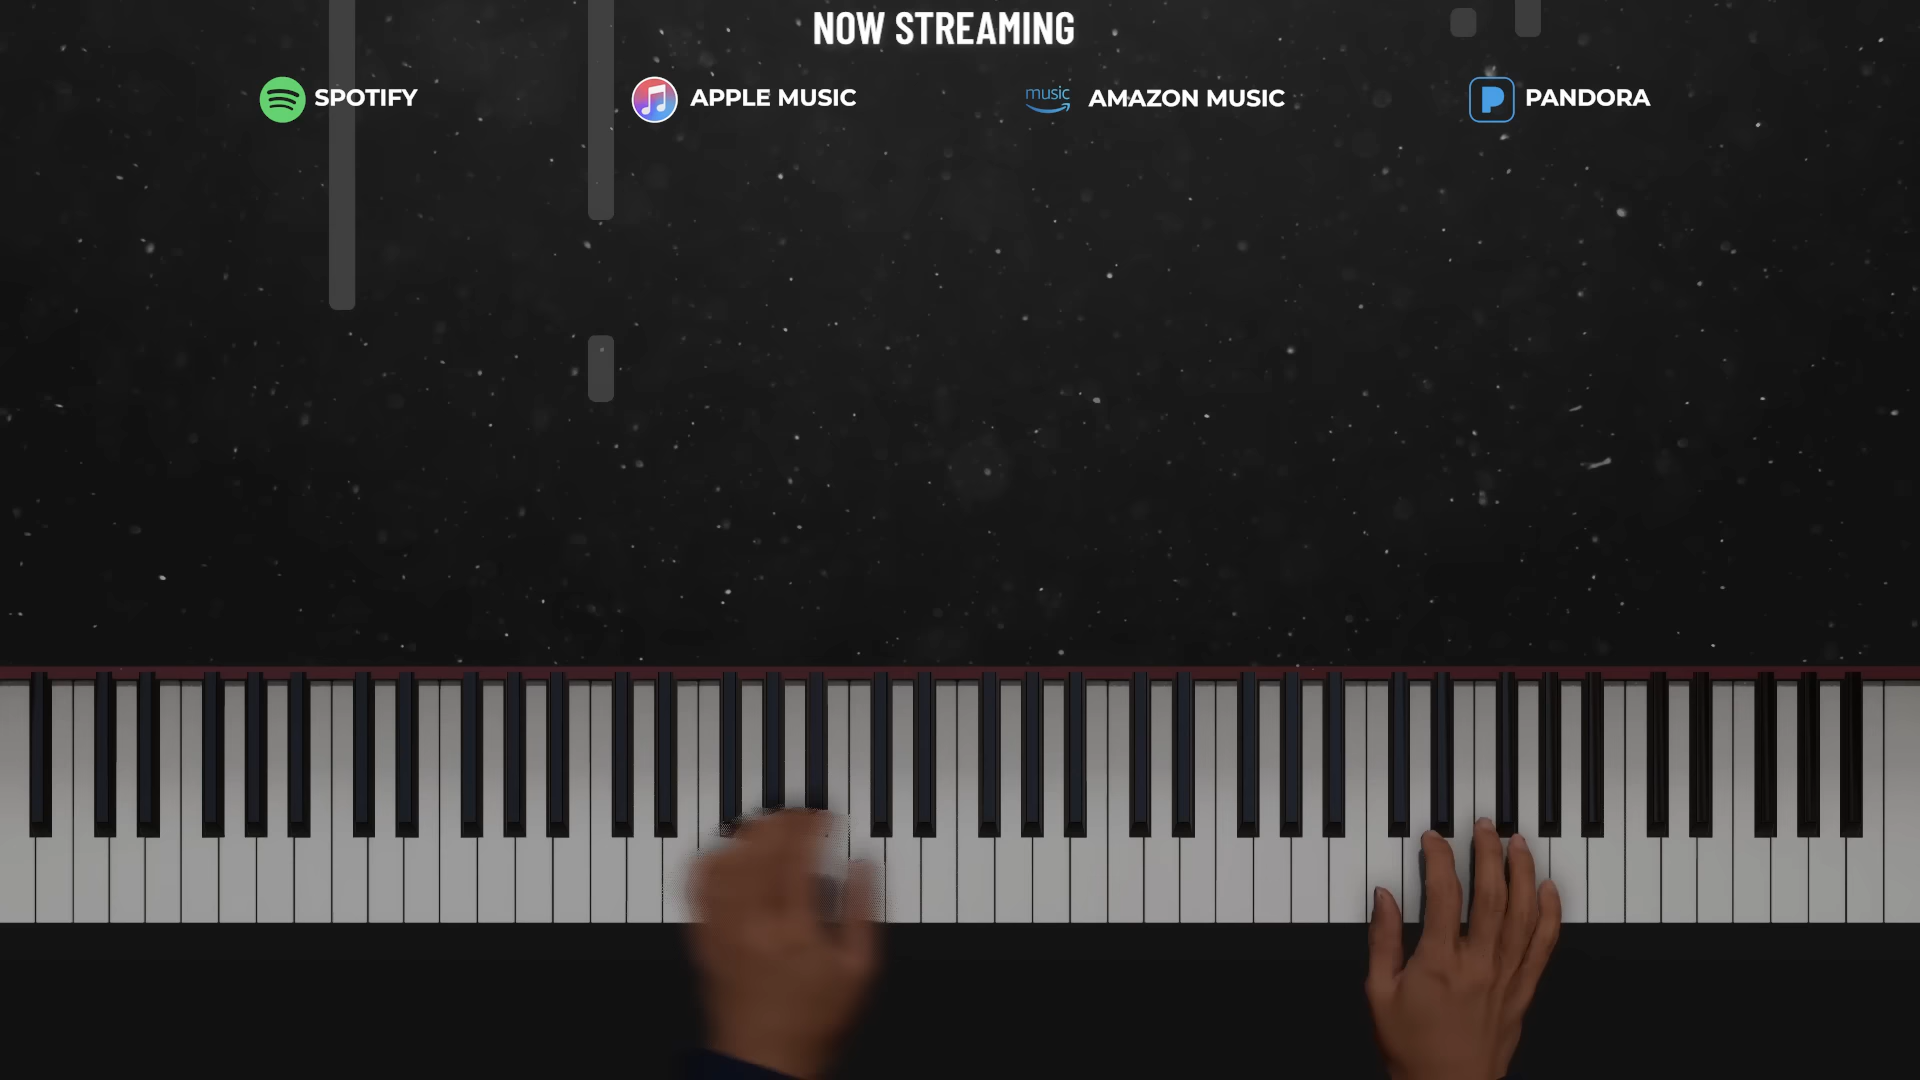 NOW STREAMING
SPOTIFY
APPLE MUSIC
music
AMAZON MUSIC
PANDORA